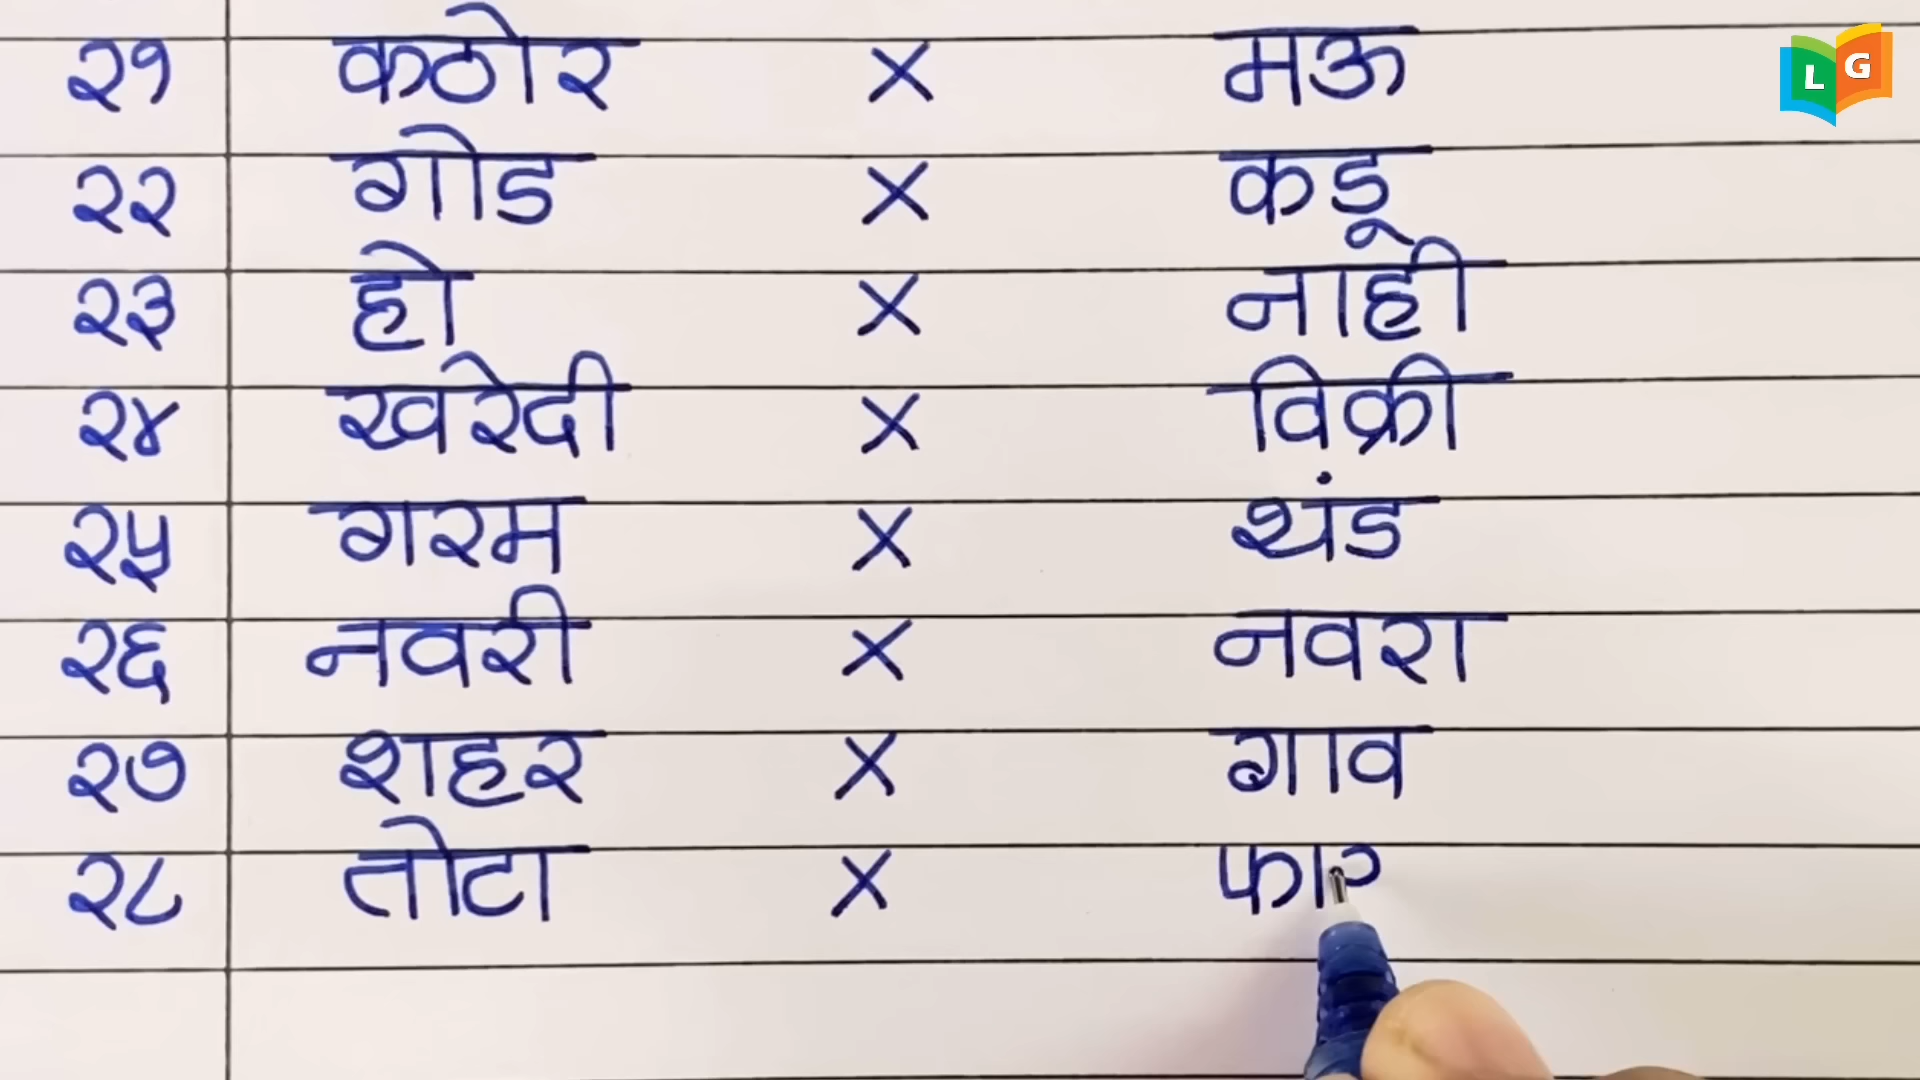 २१ कठोर × मऊ
२२ गोड × कडू
२३ हो × नाही
२४ खरेदी × विक्री
२५ गरम × थंड
२६ नवरी × नवरा
२७ शहर × गाव
२८ तोटा ×
LG